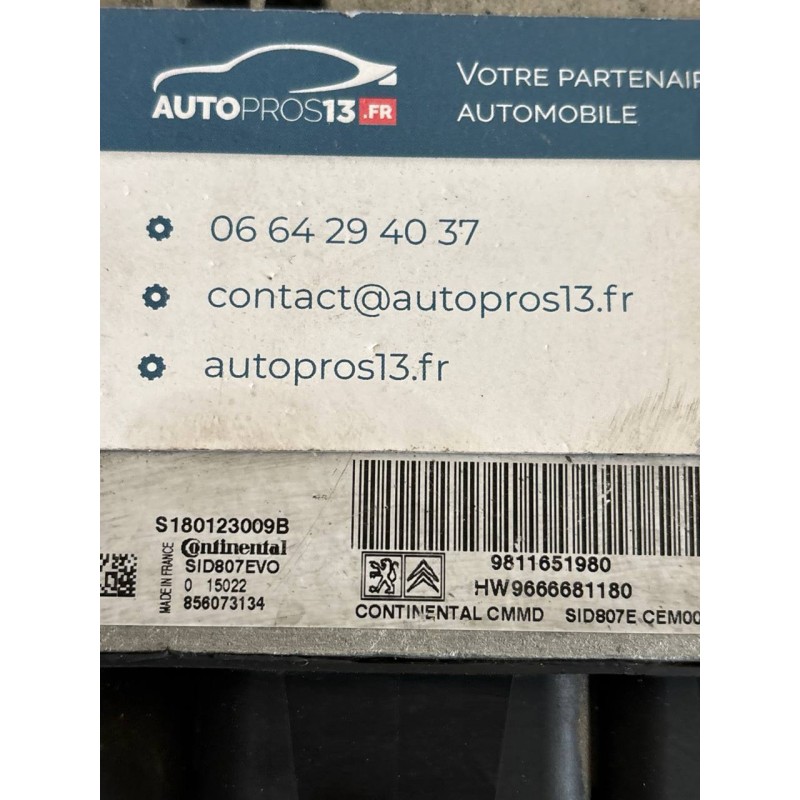 AUTOPROS13.FR
VOTRE PARTENAIR
AUTOMOBILE
06 64 29 40 37
contact@autopros13.fr
autopros13.fr
S180123009B
MADE IN FRANCE
Continental
SID807EVO
0 15022
856073134
9811651980
HW9666681180
CONTINENTAL CMMD SID807E CEM00